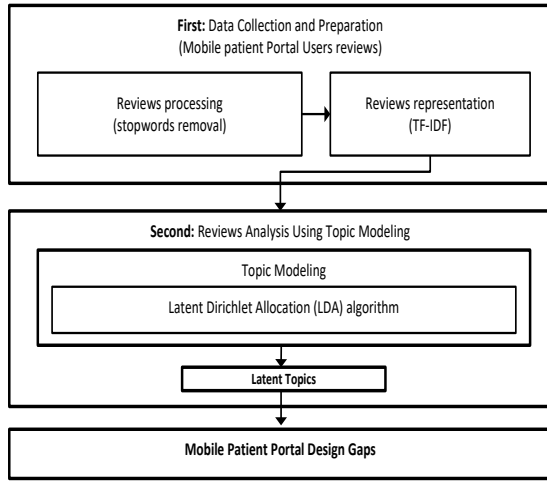 First: Data Collection and Preparation
(Mobile patient Portal Users reviews)
Reviews processing
(stopwords removal)
Reviews representation
(TF-IDF)
Second: Reviews Analysis Using Topic Modeling
Topic Modeling
Latent Dirichlet Allocation (LDA) algorithm
Latent Topics
Mobile Patient Portal Design Gaps